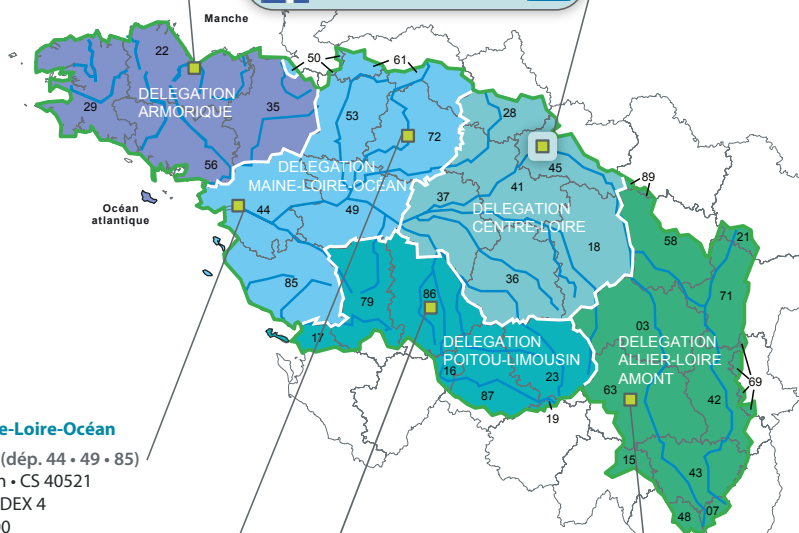 Manche
22
50
61
29
DELEGATION
ARMORIQUE
35
53
72
28
56
DELEGATION
MAINE-LOIRE-OCÉAN
45
89
41
37
Océan
atlantique
44
49
DELEGATION
CENTRE-LOIRE
18
58
21
85
79
86
36
71
17
03
DELEGATION
POITOU-LIMOUSIN
DELEGATION
ALLIER-LOIRE
AMONT
16
23
87
63
69
42
19
e-Loire-Océan
(dép. 44 • 49 • 85)
n • CS 40521
DEX 4
00
15
43
48
07